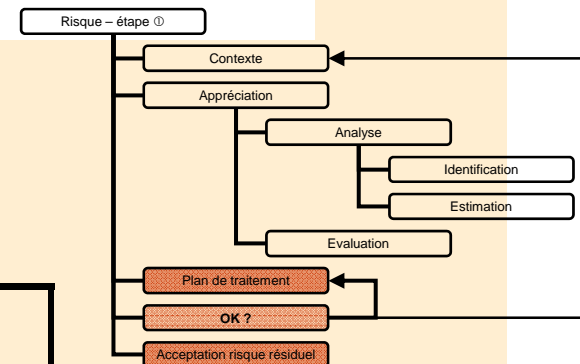 Risque – étape ①
Contexte
Appréciation
Analyse
Identification
Estimation
Evaluation
Plan de traitement
OK ?
Acceptation risque résiduel